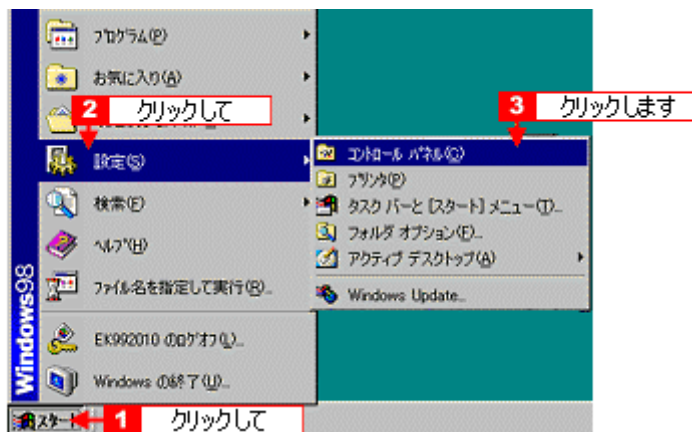 プログラム(P)
お気に入り(A)
2 クリックして
3 クリックします
設定(S)
コントロール パネル(C)
プリンタ(P)
タスク バーと [スタート] メニュー(T)...
フォルダ オプション(F)...
アクティブ デスクトップ(A)
Windows Update...
検索(F)
ヘルプ(H)
ファイル名を指定して実行(R)...
EK992010 のログオフ(L)...
Windows の終了(U)...
Windows98
スタート
1 クリックして